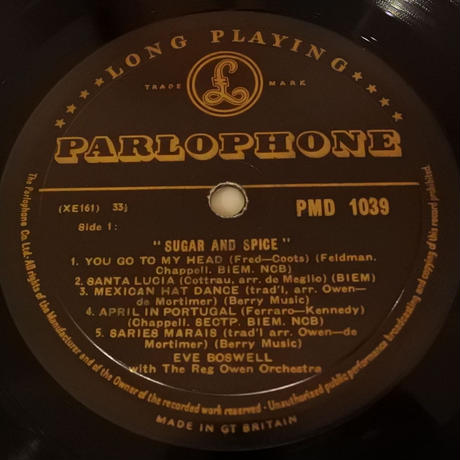 ★★★★★ LONG PLAYING ★★★★★
TRADE MARK
£
PARLOPHONE
(XE161) 33⅓ PMD 1039
Side 1:
"SUGAR AND SPICE"
1. YOU GO TO MY HEAD (Fred—Coots) (Feldman.
Chappell. BIEM. NCB)
2. SANTA LUCIA (Cottrau, arr. de Meglio) (BIEM)
3. MEXICAN HAT DANCE (trad'l, arr. Owen—
de Mortimer) (Berry Music)
4. APRIL IN PORTUGAL (Ferraro—Kennedy)
(Chappell. SECTP. BIEM. NCB)
5. SARIES MARAIS (trad'l arr. Owen—de
Mortimer) (Berry Music)
EVE BOSWELL
with The Reg Owen Orchestra
The Parlophone Co. Ltd. All rights of the Manufacturer and of the Owner of the recorded work reserved · Unauthorised public performance broadcasting and copying of this record prohibited.
MADE IN GT BRITAIN